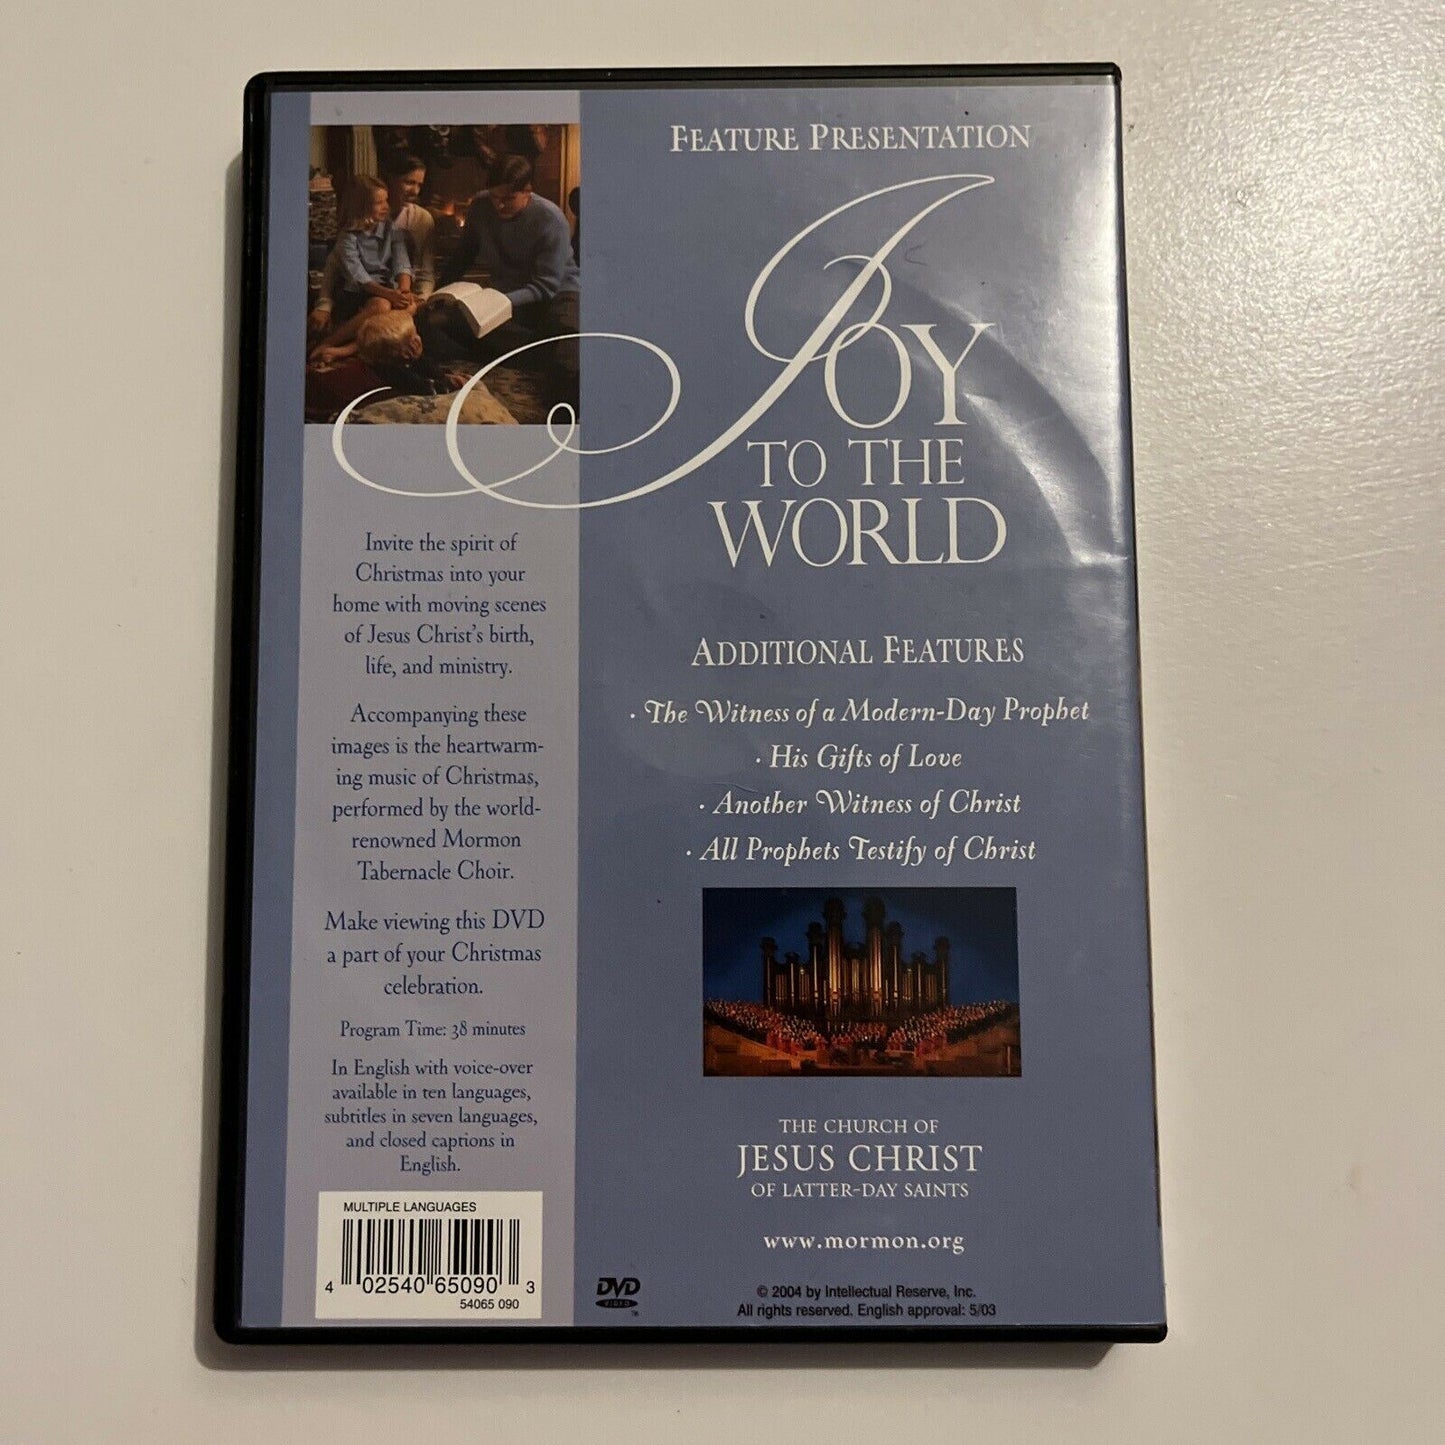 FEATURE PRESENTATION
JOY
TO THE
WORLD
Invite the spirit of
Christmas into your
home with moving scenes
of Jesus Christ's birth,
life, and ministry.
Accompanying these
images is the heartwarm-
ing music of Christmas,
performed by the world-
renowned Mormon
Tabernacle Choir.
Make viewing this DVD
a part of your Christmas
celebration.
Program Time: 38 minutes
In English with voice-over
available in ten languages,
subtitles in seven languages,
and closed captions in
English.
MULTIPLE LANGUAGES
4 02540 65090 3
54065 090
ADDITIONAL FEATURES
· The Witness of a Modern-Day Prophet
· His Gifts of Love
· Another Witness of Christ
· All Prophets Testify of Christ
THE CHURCH OF
JESUS CHRIST
OF LATTER-DAY SAINTS
www.mormon.org
DVD
VIDEO
™
© 2004 by Intellectual Reserve, Inc.
All rights reserved. English approval: 5/03